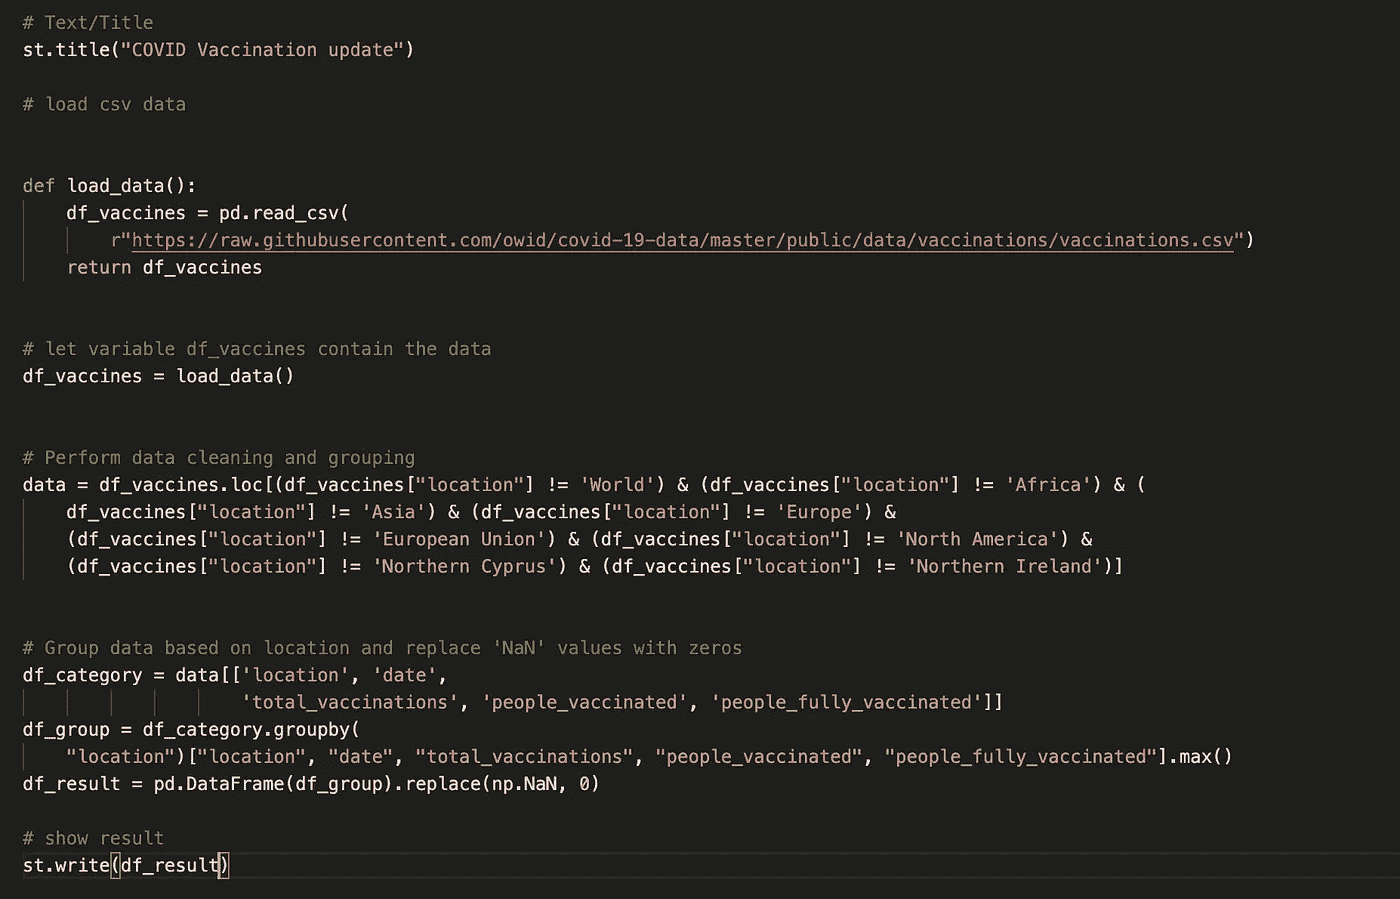 # Text/Title
st.title("COVID Vaccination update")
# load csv data
def load_data():
    df_vaccines = pd.read_csv(
        r"https://raw.githubusercontent.com/owid/covid-19-data/master/public/data/vaccinations/vaccinations.csv")
    return df_vaccines
# let variable df_vaccines contain the data
df_vaccines = load_data()
# Perform data cleaning and grouping
data = df_vaccines.loc[(df_vaccines["location"] != 'World') & (df_vaccines["location"] != 'Africa') & (
    df_vaccines["location"] != 'Asia') & (df_vaccines["location"] != 'Europe') &
    (df_vaccines["location"] != 'European Union') & (df_vaccines["location"] != 'North America') &
    (df_vaccines["location"] != 'Northern Cyprus') & (df_vaccines["location"] != 'Northern Ireland')]
# Group data based on location and replace 'NaN' values with zeros
df_category = data[['location', 'date',
                    'total_vaccinations', 'people_vaccinated', 'people_fully_vaccinated']]
df_group = df_category.groupby(
    "location")["location", "date", "total_vaccinations", "people_vaccinated", "people_fully_vaccinated"].max()
df_result = pd.DataFrame(df_group).replace(np.NaN, 0)
# show result
st.write(df_result)